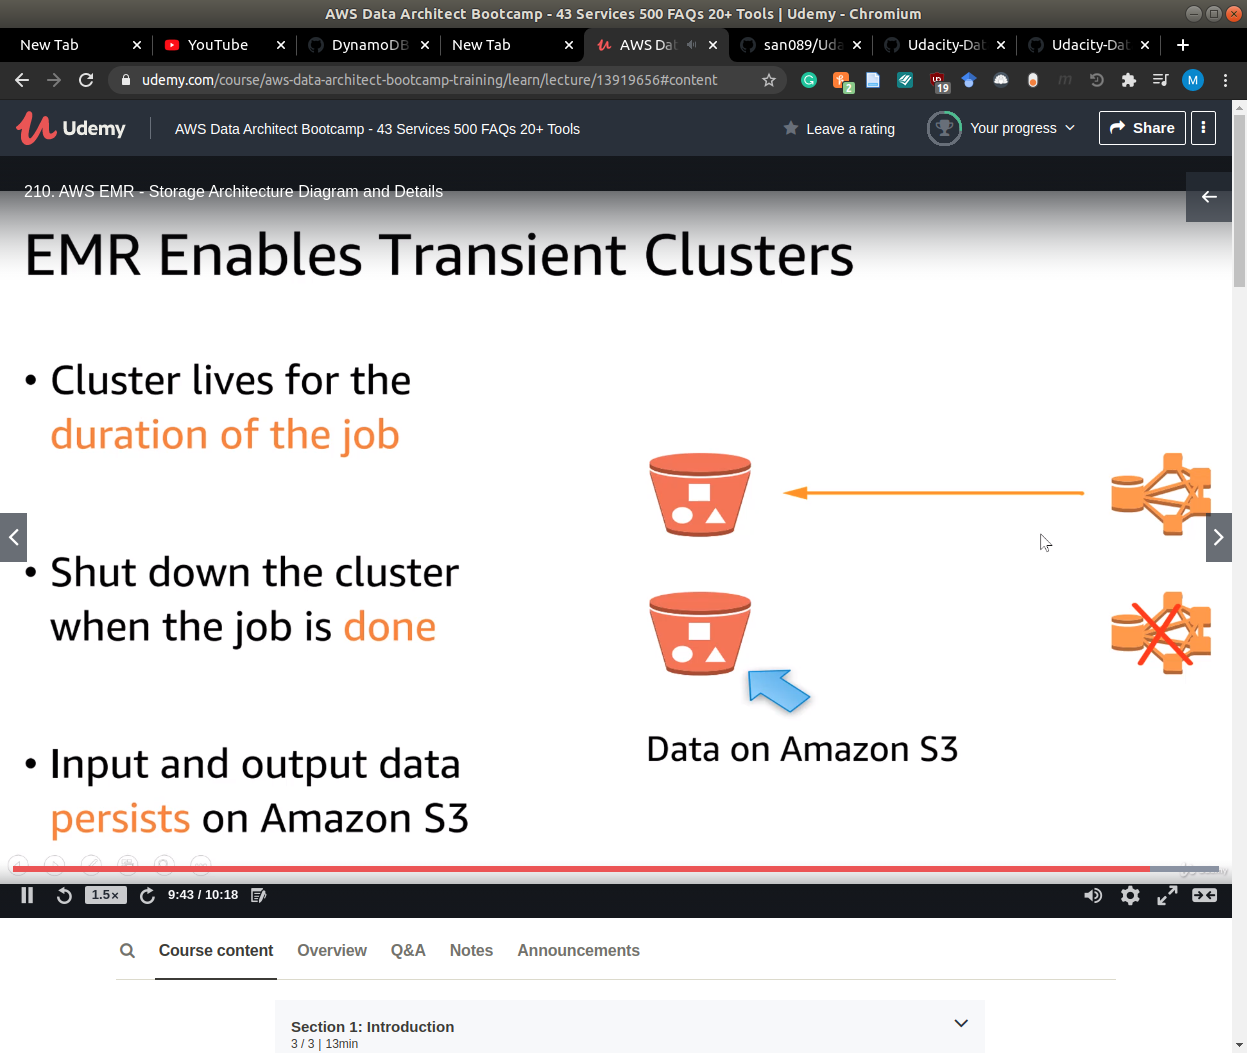 AWS Data Architect Bootcamp - 43 Services 500 FAQs 20+ Tools | Udemy - Chromium
New Tab
YouTube
DynamoDB
New Tab
AWS Dat
san089/Uda
Udacity-Dat
Udacity-Dat
udemy.com/course/aws-data-architect-bootcamp-training/learn/lecture/13919656#content
2
19
M
Udemy
AWS Data Architect Bootcamp - 43 Services 500 FAQs 20+ Tools
Leave a rating
Your progress
Share
210. AWS EMR - Storage Architecture Diagram and Details
EMR Enables Transient Clusters
• Cluster lives for the
duration of the job
• Shut down the cluster
when the job is done
Data on Amazon S3
• Input and output data
persists on Amazon S3
1.5×
9:43 / 10:18
Course content
Overview
Q&A
Notes
Announcements
Section 1: Introduction
3 / 3 | 13min